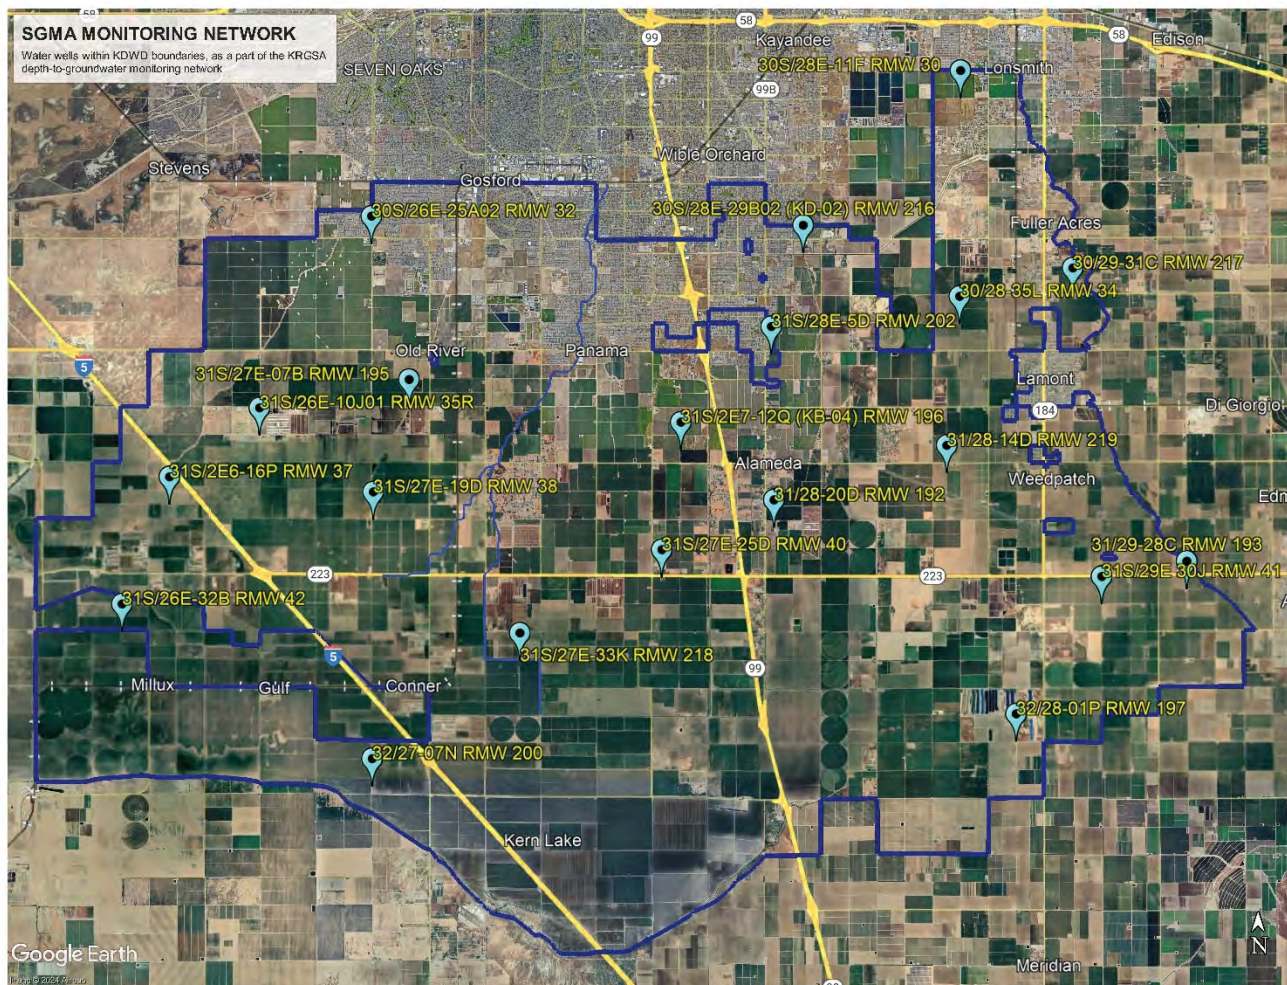 SGMA MONITORING NETWORK
Water wells within KDWD boundaries, as a part of the KRGSA
depth-to-groundwater monitoring network
58
58
99
Kayandee
58
Edison
SEVEN OAKS
30S/28E-11F RMW 30
Lonsmith
99B
Stevens
Wible Orchard
Gosford
30S/26E-25A02 RMW 32
30S/28E-29B02 (KD-02) RMW 216
Fuller Acres
30/29-31C RMW 217
30/28-35L RMW 34
31S/28E-5D RMW 202
Old River
Panama
5
31S/27E-07B RMW 195
Lamont
31S/26E-10J01 RMW 35R
Di Giorgio
184
31S/2E7-12Q (KB-04) RMW 196
31/28-14D RMW 219
Alameda
31S/2E6-16P RMW 37
Weedpatch
31S/27E-19D RMW 38
31/28-20D RMW 192
31S/27E-25D RMW 40
31/29-28C RMW 193
223
223
31S/29E-30J RMW 41
31S/26E-32B RMW 42
5
31S/27E-33K RMW 218
99
Millux
Gulf
Conner
32/28-01P RMW 197
32/27-07N RMW 200
Kern Lake
Google Earth
N
Meridian